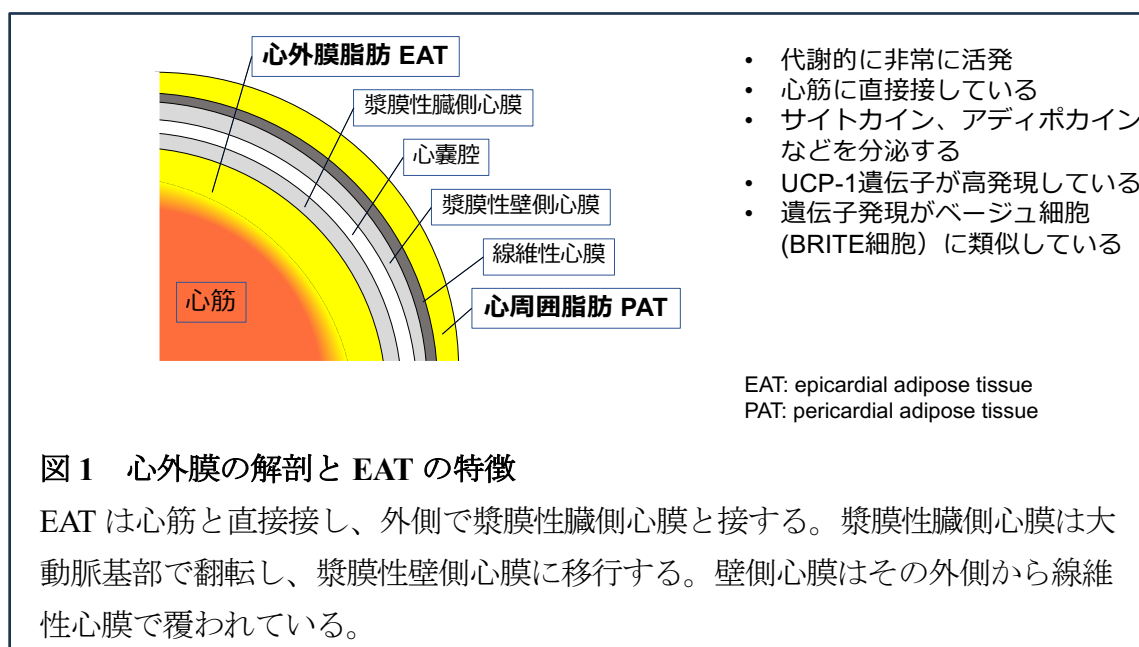 心外膜脂肪 EAT
漿膜性臓側心膜
心嚢腔
漿膜性壁側心膜
線維性心膜
心筋
心周囲脂肪 PAT
• 代謝的に非常に活発
• 心筋に直接接している
• サイトカイン、アディポカイン
などを分泌する
• UCP-1遺伝子が高発現している
• 遺伝子発現がベージュ細胞
(BRITE細胞）に類似している
EAT: epicardial adipose tissue
PAT: pericardial adipose tissue
図 1 心外膜の解剖と EAT の特徴
EAT は心筋と直接接し、外側で漿膜性臓側心膜と接する。漿膜性臓側心膜は大
動脈基部で翻転し、漿膜性壁側心膜に移行する。壁側心膜はその外側から線維
性心膜で覆われている。